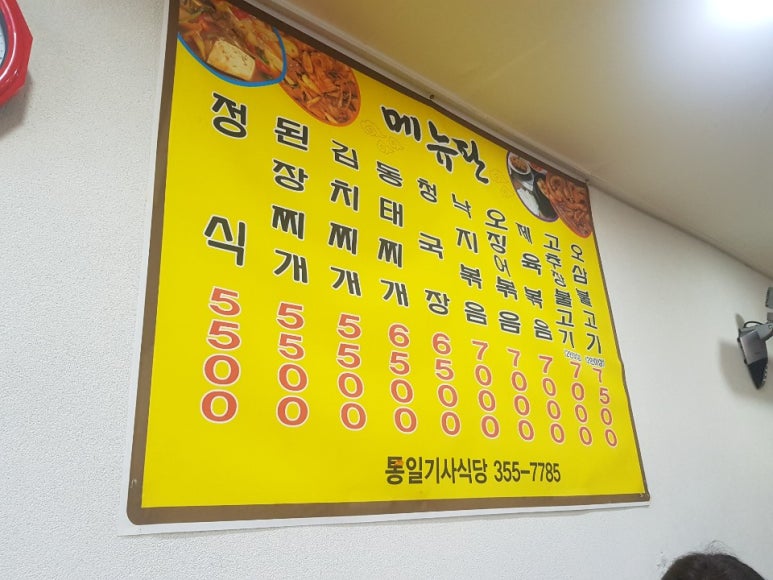 메뉴판
정식 5500
된장찌개 5500
김치찌개 5500
동태찌개 6500
청국장 6500
낙지볶음 7000
오징어볶음 7000
제육볶음 7000
고추장불고기 7000
오삼불고기 7500
통일기사식당 355-7785